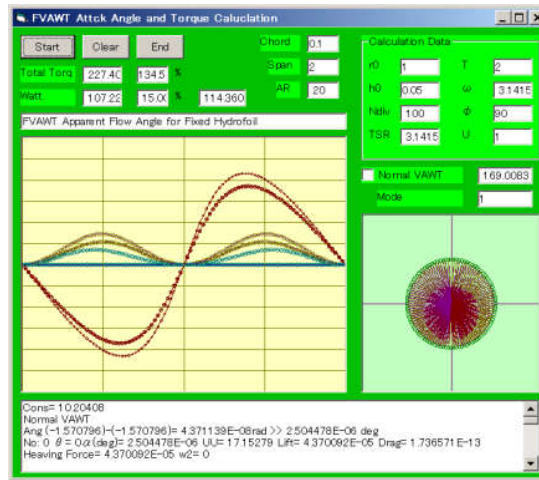 FVAWT Attck Angle and Torque Caluclation
Start Clear End
Chord 0.1
Span 2
AR 20
Total Torq 227.4C 134.5 %
Watt. 107.22 15.0( % 114.360
FVAWT Apparent Flow Angle for Fixed Hydrofoil
Calculation Data
r0 1 T 2
h0 0.05 ω 3.1415
Ndiv 100 φ 90
TSR 3.1415 U 1
Normal VAWT 169.0083
Mode 1
Cons= 10.20408
Normal VAWT
Ang (-1.570796)-(-1.570796)= 4.371139E-08rad >> 2.504478E-06 deg
No: 0 θ = 0α(deg)= 2.504478E-06 UU= 17.15279 Lift= 4.370092E-05 Drag= 1.736571E-13
Heaving Force= 4.370092E-05 w2= 0